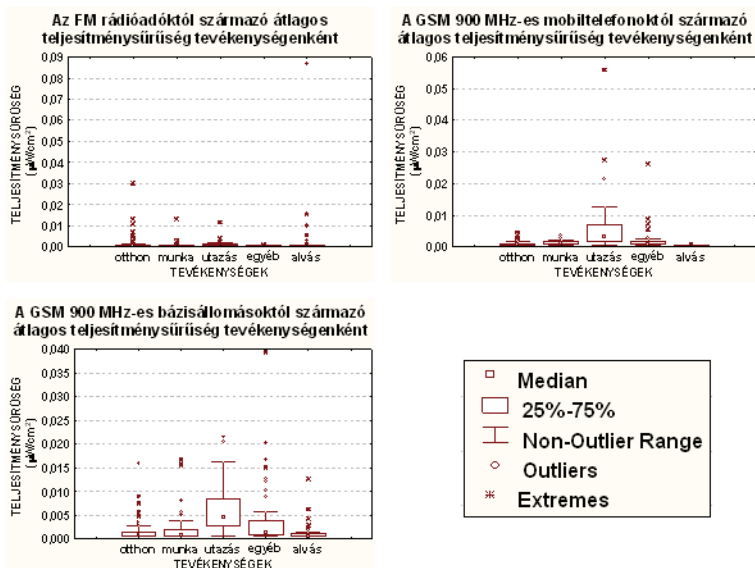 Az FM rádióadóktól származó átlagos
teljesítménysűrűség tevékenységenként
TELJESÍTMÉNYSŰRŰSÉG
(µW/cm²)
0,09
0,08
0,07
0,06
0,05
0,04
0,03
0,02
0,01
0,00
otthon munka utazás egyéb alvás
TEVÉKENYSÉGEK
A GSM 900 MHz-es mobiltelefonoktól származó
átlagos teljesítménysűrűség tevékenységenként
TELJESÍTMÉNYSŰRŰSÉG
(µW/cm²)
0,06
0,05
0,04
0,03
0,02
0,01
0,00
otthon munka utazás egyéb alvás
TEVÉKENYSÉGEK
A GSM 900 MHz-es bázisállomásoktól származó
átlagos teljesítménysűrűség tevékenységenként
TELJESÍTMÉNYSŰRŰSÉG
(µW/cm²)
0,040
0,035
0,030
0,025
0,020
0,015
0,010
0,005
0,000
otthon munka utazás egyéb alvás
TEVÉKENYSÉGEK
Median
25%-75%
Non-Outlier Range
Outliers
Extremes